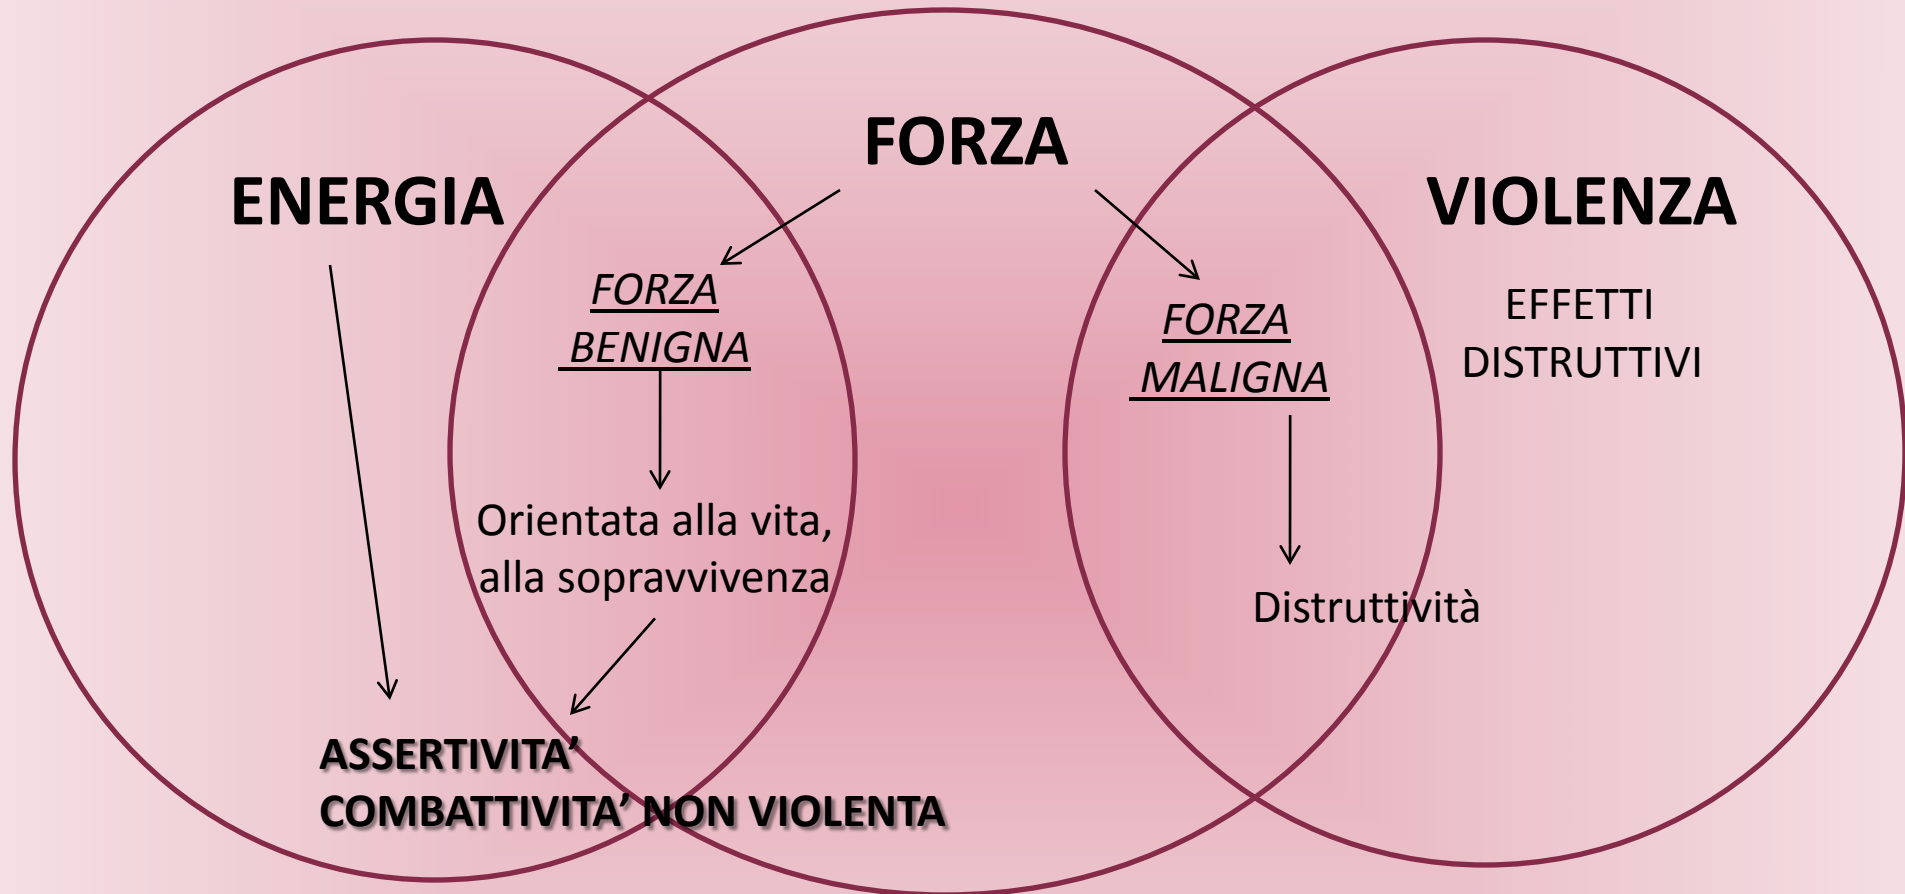 FORZA
ENERGIA
VIOLENZA
FORZA
BENIGNA
FORZA
MALIGNA
EFFETTI
DISTRUTTIVI
Orientata alla vita,
alla sopravvivenza
Distruttività
ASSERTIVITA’
COMBATTIVITA’ NON VIOLENTA